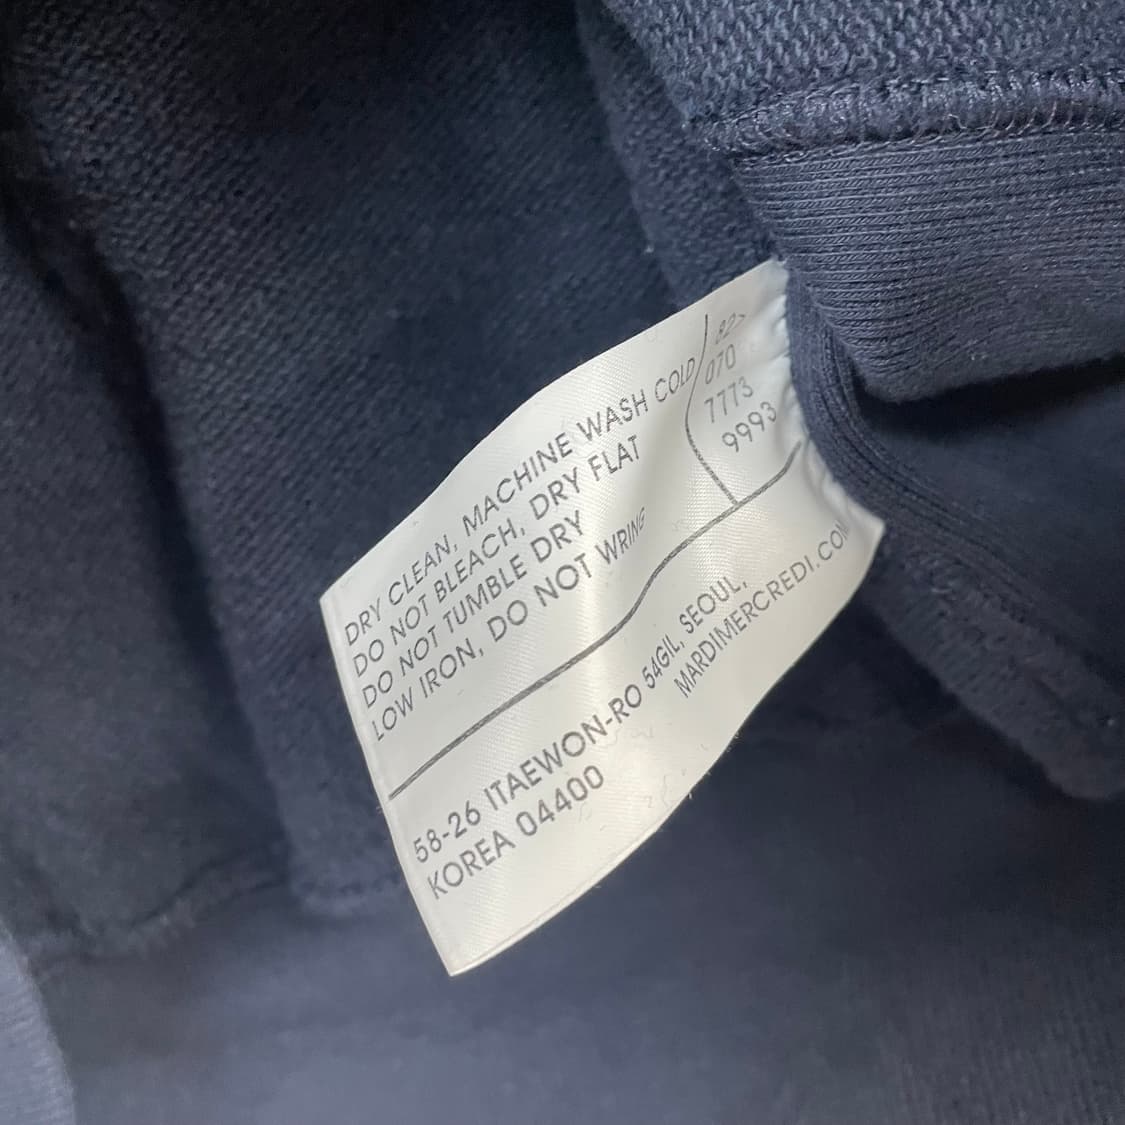 DRY CLEAN, MACHINE WASH COLD
DO NOT BLEACH, DRY FLAT
DO NOT TUMBLE DRY
LOW IRON, DO NOT WRING
82>
070
7773
9993
58-26 ITAEWON-RO 54GIL, SEOUL,
KOREA 04400
MARDIMERCREDI.COM